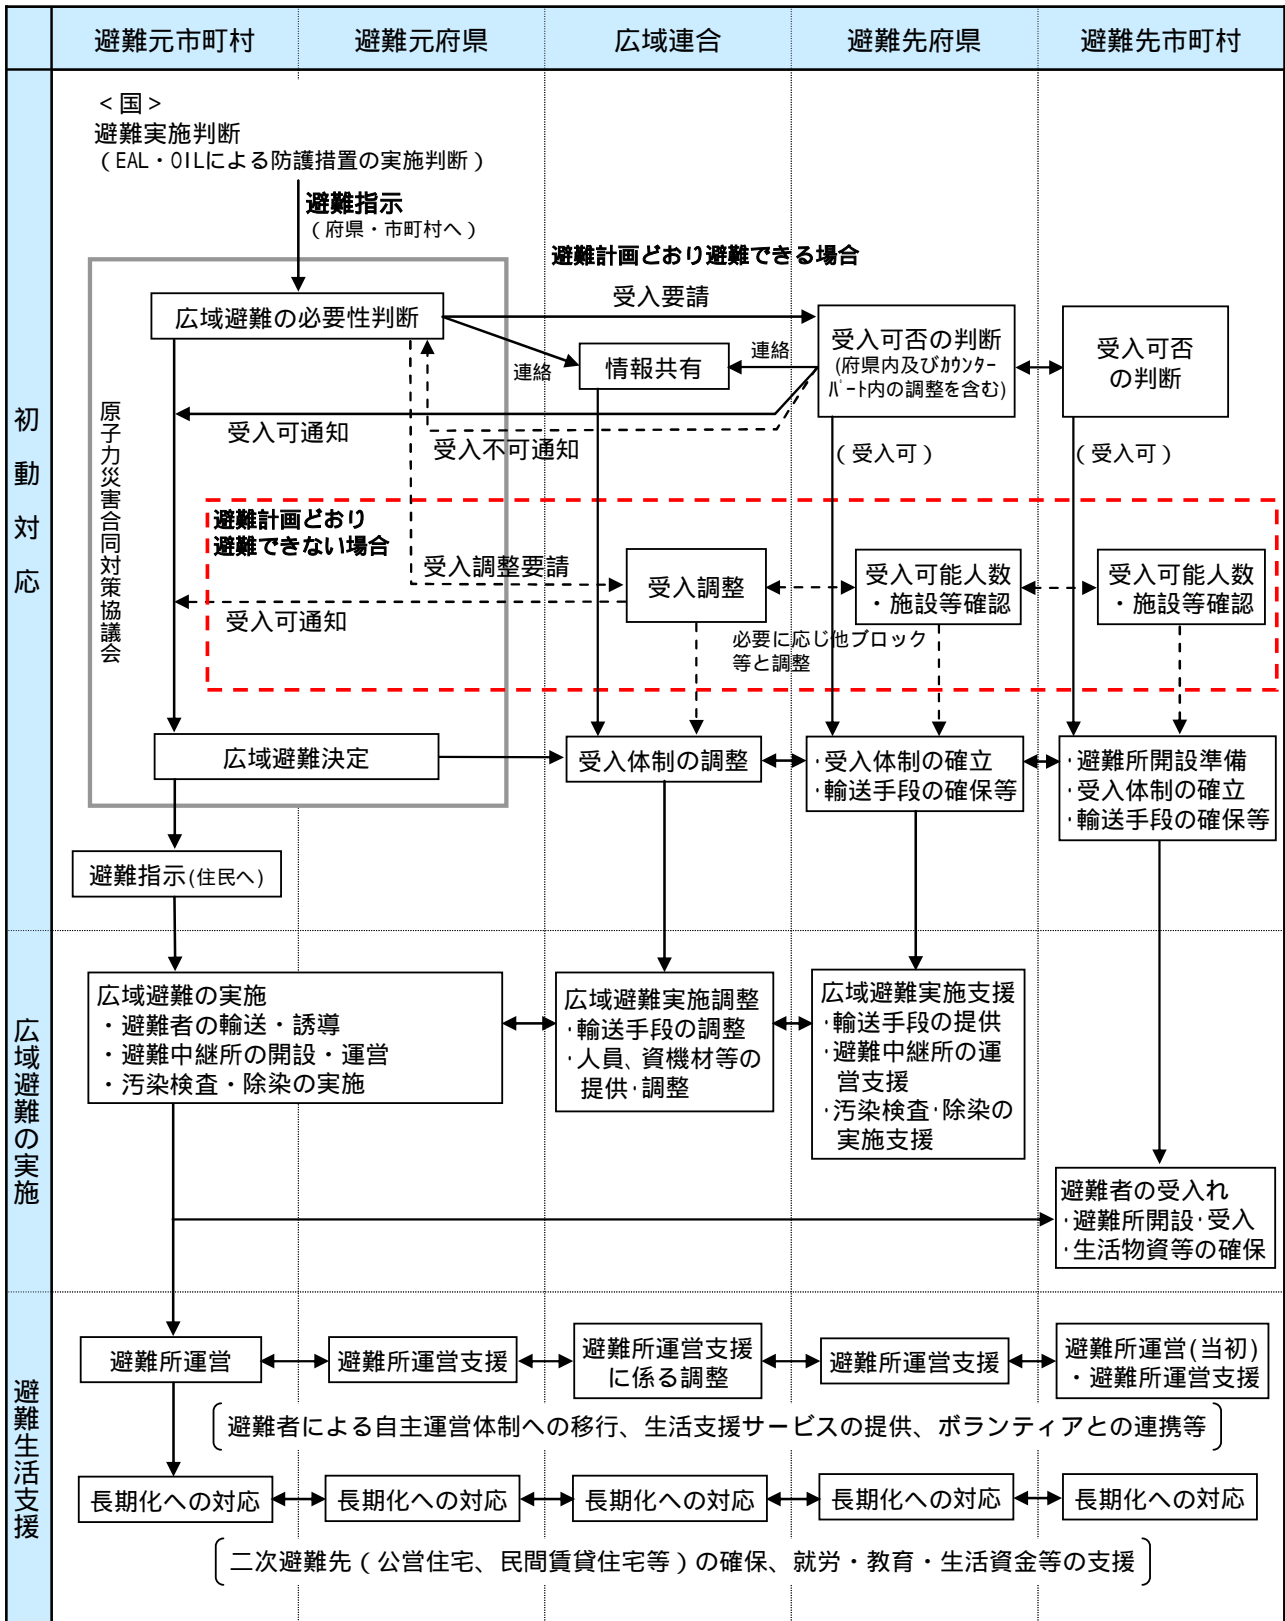 避難元市町村
避難元府県
広域連合
避難先府県
避難先市町村
初動対応
<国>
避難実施判断
(EAL・OILによる防護措置の実施判断)
避難指示
(府県・市町村へ)
避難計画どおり避難できる場合
原子力災害合同対策協議会
広域避難の必要性判断
受入要請
連絡
情報共有
連絡
受入可否の判断
(府県内及びカウンター
パート内の調整を含む)
受入可否
の判断
受入可通知
受入不可通知
(受入可)
(受入可)
避難計画どおり
避難できない場合
受入調整要請
受入調整
受入可能人数
・施設等確認
受入可能人数
・施設等確認
受入可通知
必要に応じ他ブロック
等と調整
広域避難決定
受入体制の調整
・受入体制の確立
・輸送手段の確保等
・避難所開設準備
・受入体制の確立
・輸送手段の確保等
避難指示(住民へ)
広域避難の実施
広域避難の実施
・避難者の輸送・誘導
・避難中継所の開設・運営
・汚染検査・除染の実施
広域避難実施調整
・輸送手段の調整
・人員、資機材等の
提供・調整
広域避難実施支援
・輸送手段の提供
・避難中継所の運
営支援
・汚染検査・除染の
実施支援
避難者の受入れ
・避難所開設・受入
・生活物資等の確保
避難生活支援
避難所運営
避難所運営支援
避難所運営支援
に係る調整
避難所運営支援
避難所運営(当初)
・避難所運営支援
避難者による自主運営体制への移行、生活支援サービスの提供、ボランティアとの連携等
長期化への対応
長期化への対応
長期化への対応
長期化への対応
長期化への対応
二次避難先(公営住宅、民間賃貸住宅等)の確保、就労・教育・生活資金等の支援